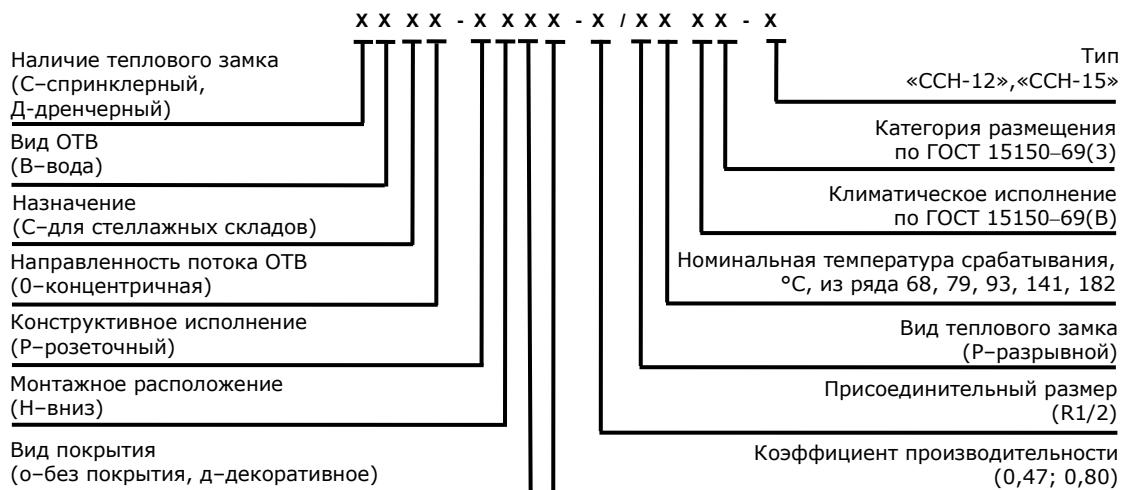 X X X X - X X X X - X / X X X X - X
Наличие теплового замка
(С–спринклерный,
Д-дренчерный)
Вид ОТВ
(В–вода)
Назначение
(С–для стеллажных складов)
Направленность потока ОТВ
(0–концентричная)
Конструктивное исполнение
(Р–розеточный)
Монтажное расположение
(Н–вниз)
Вид покрытия
(о–без покрытия, д–декоративное)
Тип
«ССН-12»,«ССН-15»
Категория размещения
по ГОСТ 15150–69(3)
Климатическое исполнение
по ГОСТ 15150–69(В)
Номинальная температура срабатывания,
°С, из ряда 68, 79, 93, 141, 182
Вид теплового замка
(Р–разрывной)
Присоединительный размер
(R1/2)
Коэффициент производительности
(0,47; 0,80)